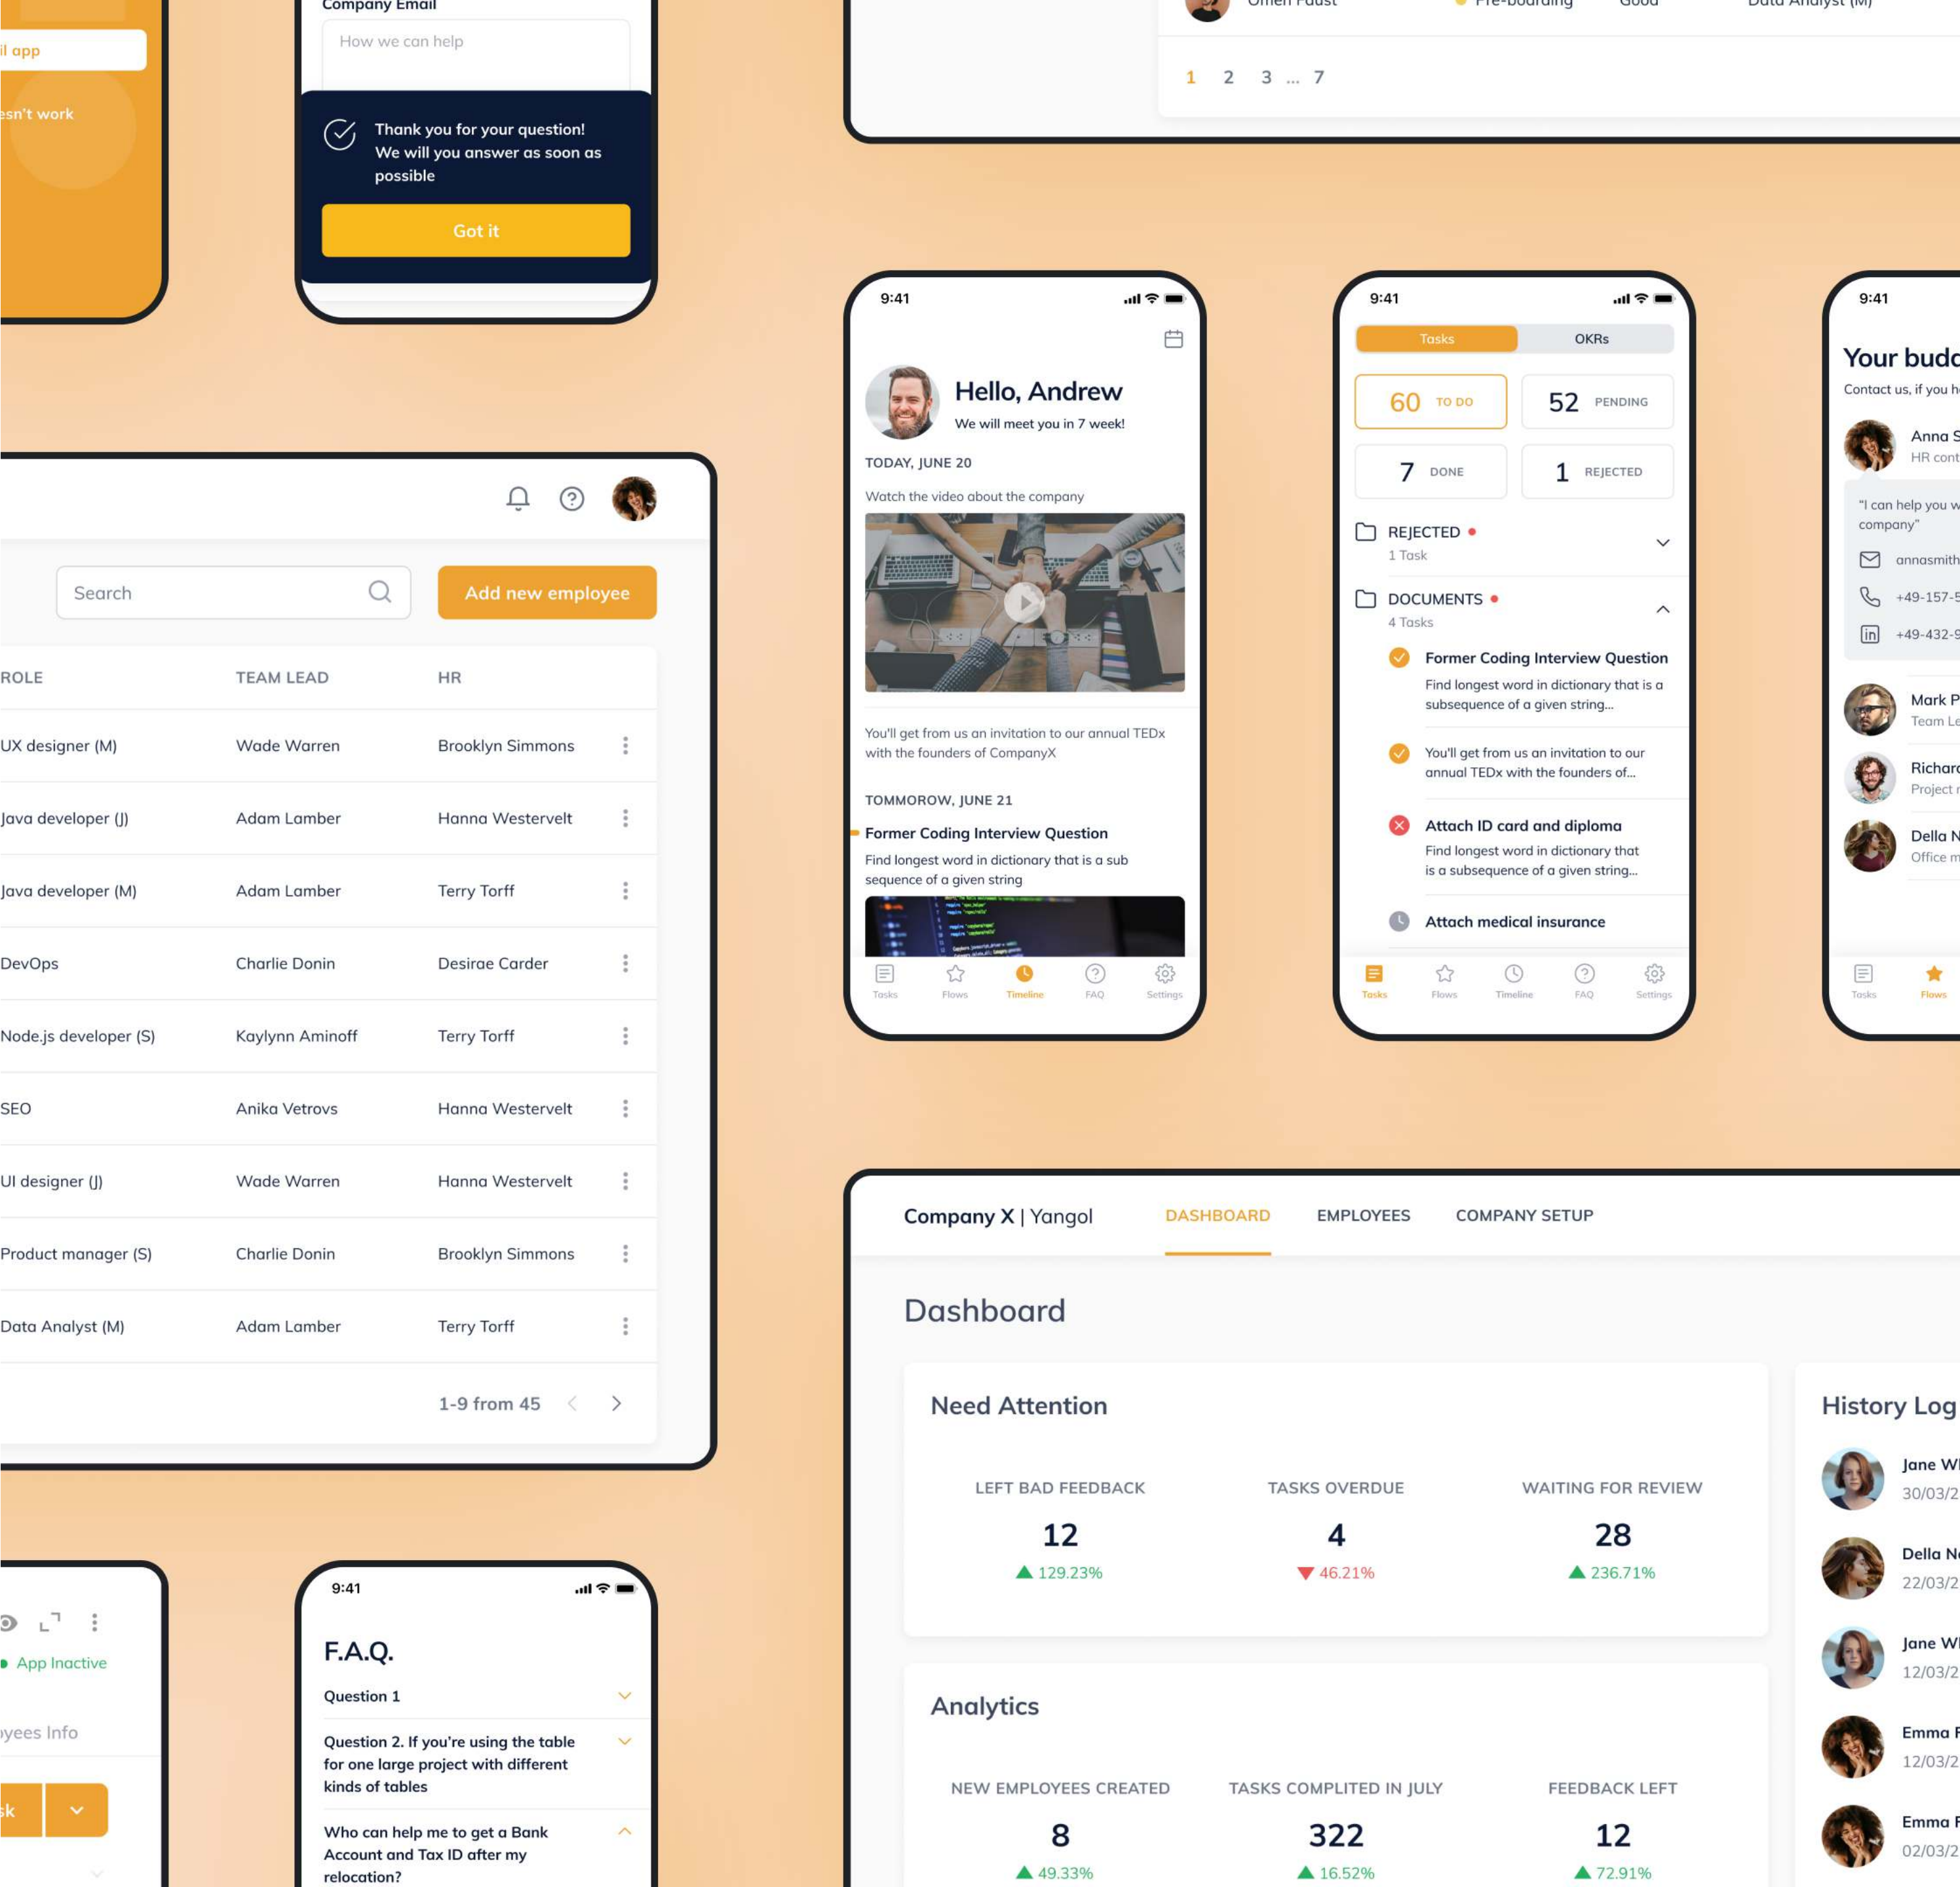 app
work
Company Email
How we can help
Thank you for your question!
We will you answer as soon as
possible
Got it
Omen Faust
Pre-boarding
Good
Data Analyst (M)
1 2 3 ... 7
Search
Add new employee
ROLE TEAM LEAD HR
UX designer (M) Wade Warren Brooklyn Simmons
Java developer (J) Adam Lamber Hanna Westervelt
Java developer (M) Adam Lamber Terry Torff
DevOps Charlie Donin Desirae Carder
Node.js developer (S) Kaylynn Aminoff Terry Torff
SEO Anika Vetrovs Hanna Westervelt
UI designer (J) Wade Warren Hanna Westervelt
Product manager (S) Charlie Donin Brooklyn Simmons
Data Analyst (M) Adam Lamber Terry Torff
1-9 from 45
9:41
Hello, Andrew
We will meet you in 7 week!
TODAY, JUNE 20
Watch the video about the company
You'll get from us an invitation to our annual TEDx
with the founders of CompanyX
TOMMOROW, JUNE 21
Former Coding Interview Question
Find longest word in dictionary that is a sub
sequence of a given string
Tasks Flows Timeline FAQ Settings
9:41
Tasks OKRs
60 TO DO
52 PENDING
7 DONE
1 REJECTED
REJECTED
1 Task
DOCUMENTS
4 Tasks
Former Coding Interview Question
Find longest word in dictionary that is a
subsequence of a given string...
You'll get from us an invitation to our
annual TEDx with the founders of...
Attach ID card and diploma
Find longest word in dictionary that
is a subsequence of a given string...
Attach medical insurance
Tasks Flows Timeline FAQ Settings
9:41
Your
Contact us, if you
Anna
HR
"I can help you
company"
annasmith
+49-157-5
+49-432-9
Mark
Team
Project
Della
Office
Tasks Flows
App Inactive
Info
9:41
F.A.Q.
Question 1
Question 2. If you're using the table
for one large project with different
kinds of tables
Who can help me to get a Bank
Account and Tax ID after my
relocation?
Company X | Yangol
DASHBOARD EMPLOYEES COMPANY SETUP
Dashboard
Need Attention
LEFT BAD FEEDBACK TASKS OVERDUE WAITING FOR REVIEW
12 4 28
129.23% 46.21% 236.71%
Analytics
NEW EMPLOYEES CREATED TASKS COMPLITED IN JULY FEEDBACK LEFT
8 322 12
49.33% 16.52% 72.91%
History Log
Jane
30/03/2
Della
22/03/2
Jane
12/03/2
Emma
12/03/2
Emma
02/03/2